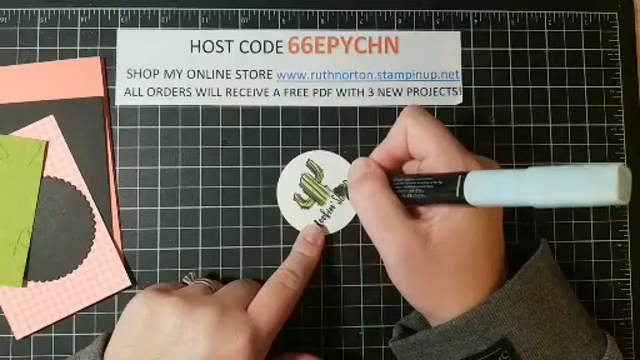 HOST CODE 66EPYCHN
SHOP MY ONLINE STORE www.ruthnorton.stampinup.net
ALL ORDERS WILL RECEIVE A FREE PDF WITH 3 NEW PROJECTS!